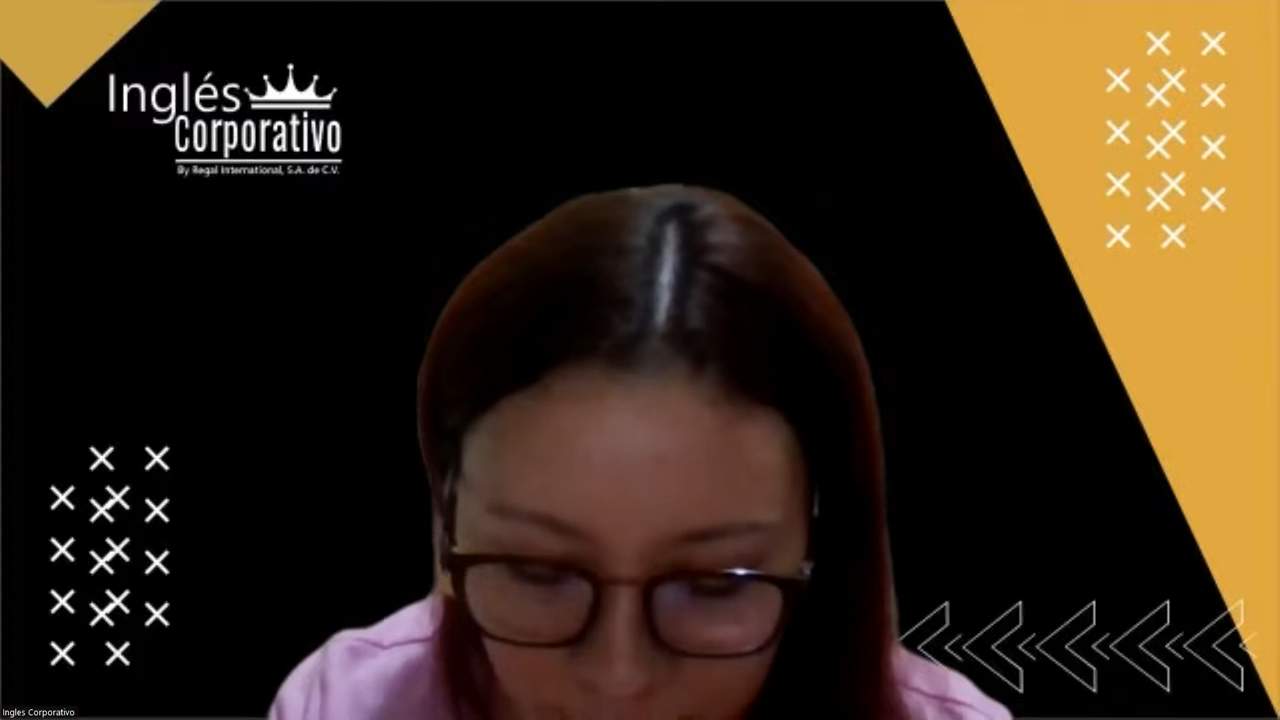 Inglés
Corporativo
By Regal International, S.A. de C.V.
Ingles Corporativo